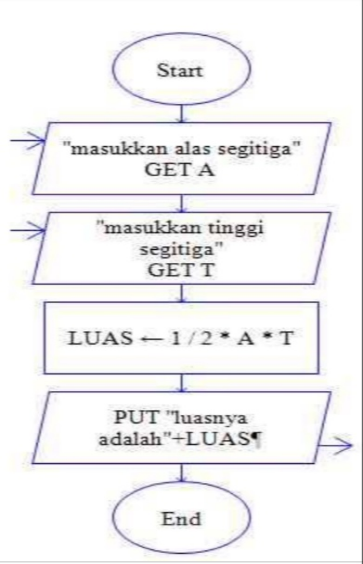 Start
"masukkan alas segitiga"
GET A
"masukkan tinggi
segitiga"
GET T
LUAS ← 1 / 2 * A * T
PUT "luasnya
adalah"+LUAS¶
End